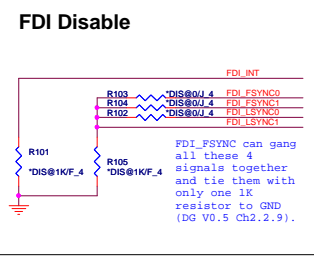 FDI Disable
FDI_INT
R103 *DIS@0/J_4 FDI_FSYNC0
R104 *DIS@0/J_4 FDI_FSYNC1
R102 *DIS@0/J_4 FDI_LSYNC0
FDI_LSYNC1
R101
*DIS@1K/F_4
R105
*DIS@1K/F_4
FDI_FSYNC can gang
all these 4
signals together
and tie them with
only one 1K
resistor to GND
(DG V0.5 Ch2.2.9).